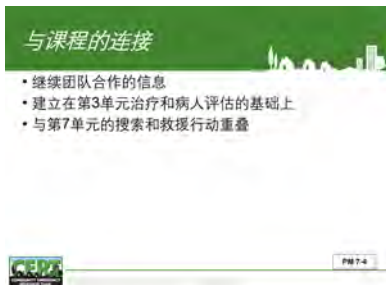 与课程的连接
• 继续团队合作的信息
• 建立在第3单元治疗和病人评估的基础上
• 与第7单元的搜索和救援行动重叠
CERT
PM 7-4